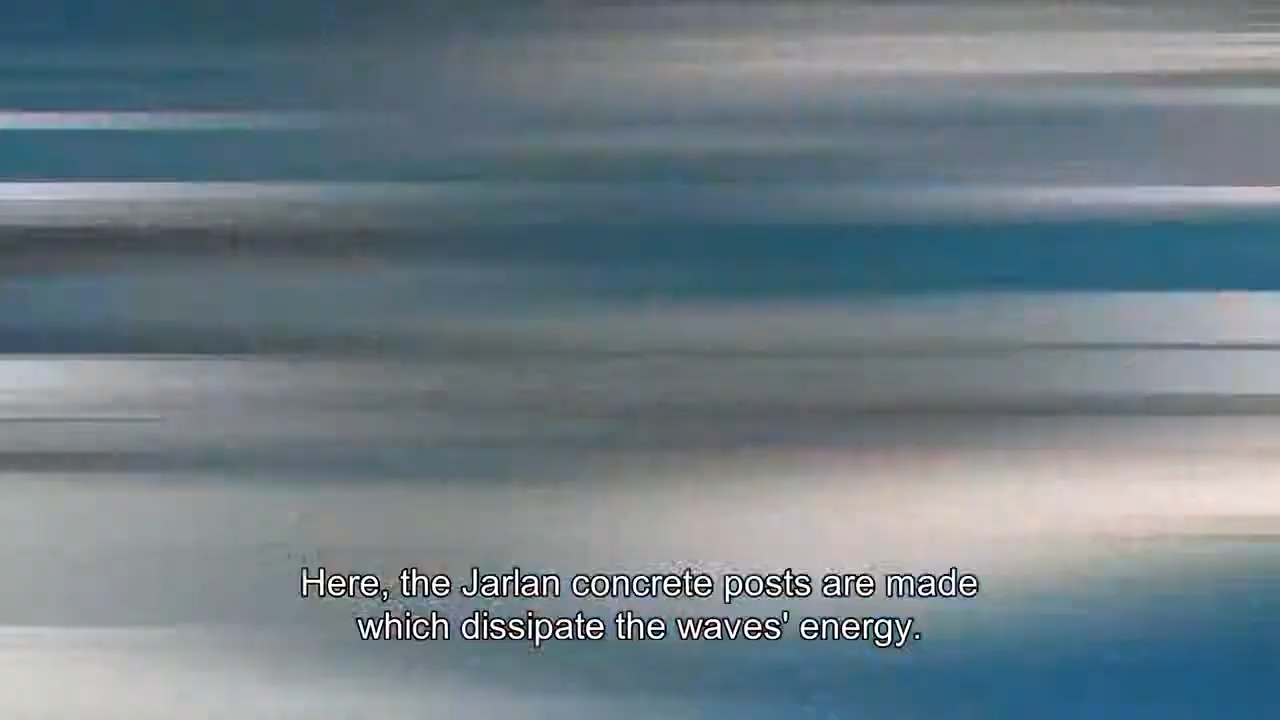 Here, the Jarlan concrete posts are made
which dissipate the waves' energy.